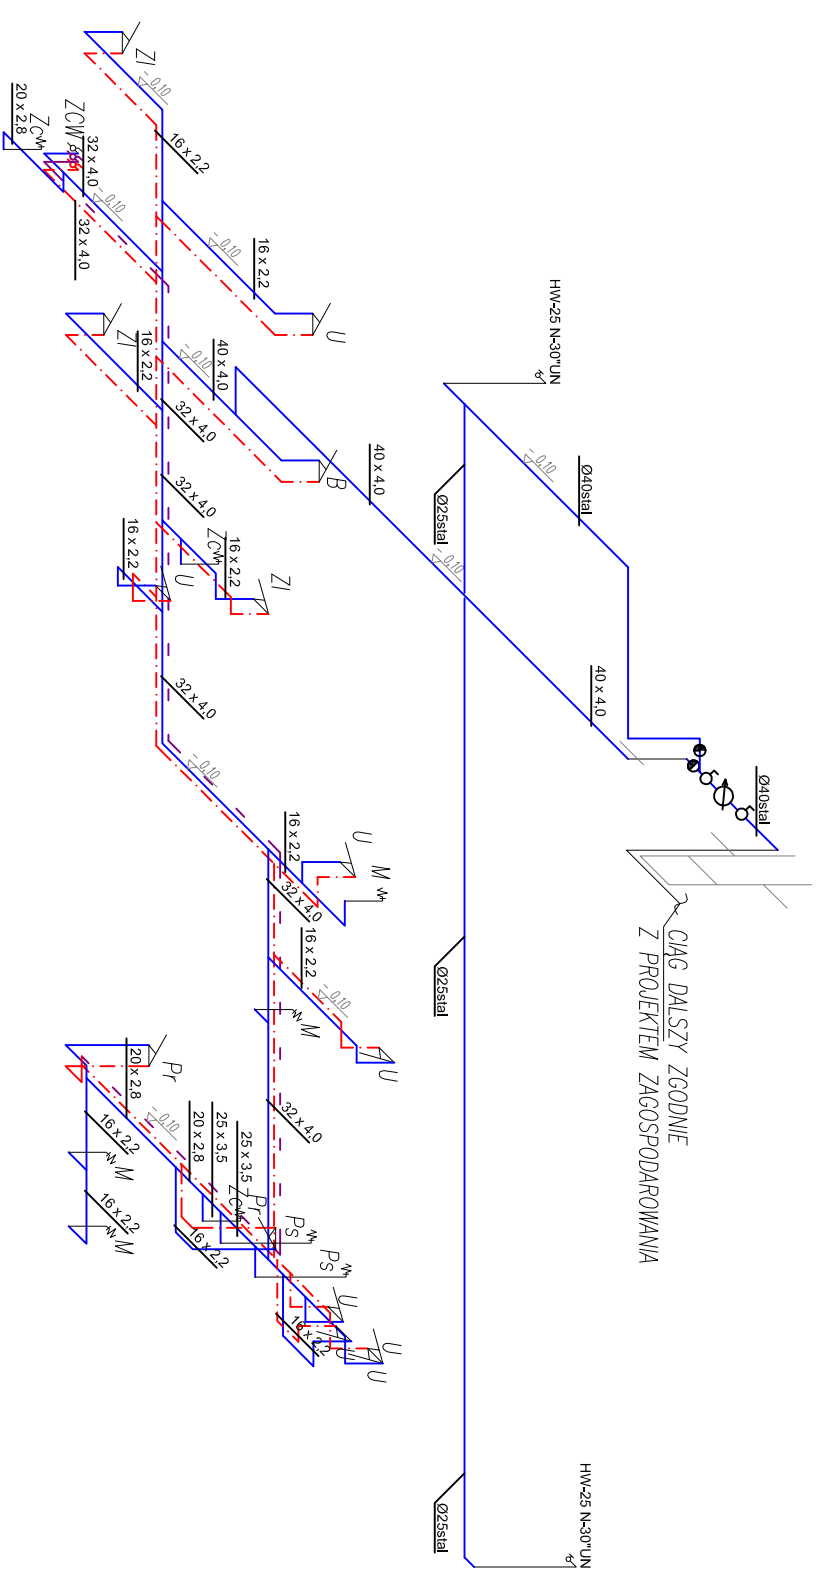 Zl
- 0,10
16 x 2,2
20 x 2,8
Zc
ZCW
32 x 4,0
- 0,10
32 x 4,0
- 0,10
16 x 2,2
U
HW-25 N-30"UN
Zl
16 x 2,2
- 0,10
40 x 4,0
32 x 4,0
B
40 x 4,0
Ø25stal
- 0,10
Ø40stal
32 x 4,0
16 x 2,2
Zc
16 x 2,2
U
Zl
- 0,10
40 x 4,0
32 x 4,0
- 0,10
Ø40stal
16 x 2,2
U
M
32 x 4,0
16 x 2,2
- 0,10
M
U
Ø25stal
CIĄG DALSZY ZGODNIE
Z PROJEKTEM ZAGOSPODAROWANIA
Pr
20 x 2,8
16 x 2,2
- 0,10
20 x 2,8
25 x 3,5
25 x 3,5
32 x 4,0
M
16 x 2,2
M
Zc
Pr
Ps
Ps
16 x 2,2
U
16 x 2,2
U
U
U
Ø25stal
HW-25 N-30"UN